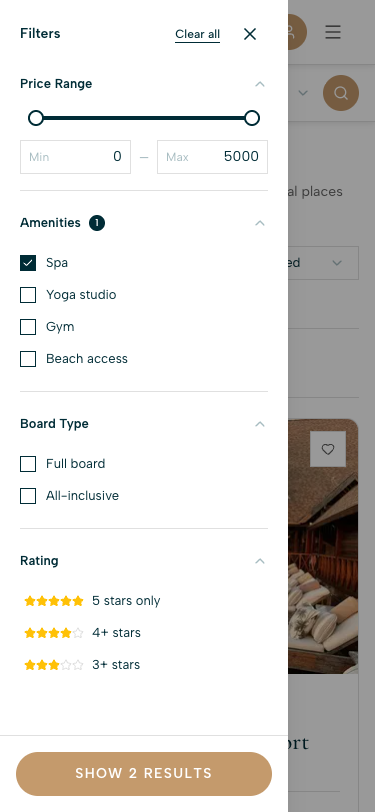 Filters
Clear all
Price Range
Min 0 – Max 5000
Amenities 1
Spa
Yoga studio
Gym
Beach access
Board Type
Full board
All-inclusive
Rating
5 stars only
4+ stars
3+ stars
SHOW 2 RESULTS
places